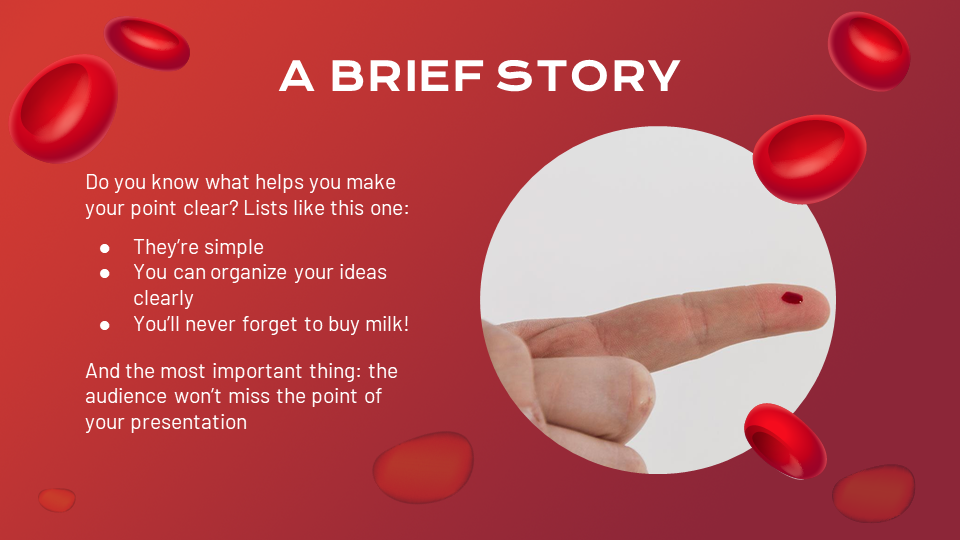 A BRIEF STORY
Do you know what helps you make
your point clear? Lists like this one:
● They’re simple
● You can organize your ideas
clearly
● You’ll never forget to buy milk!
And the most important thing: the
audience won’t miss the point of
your presentation